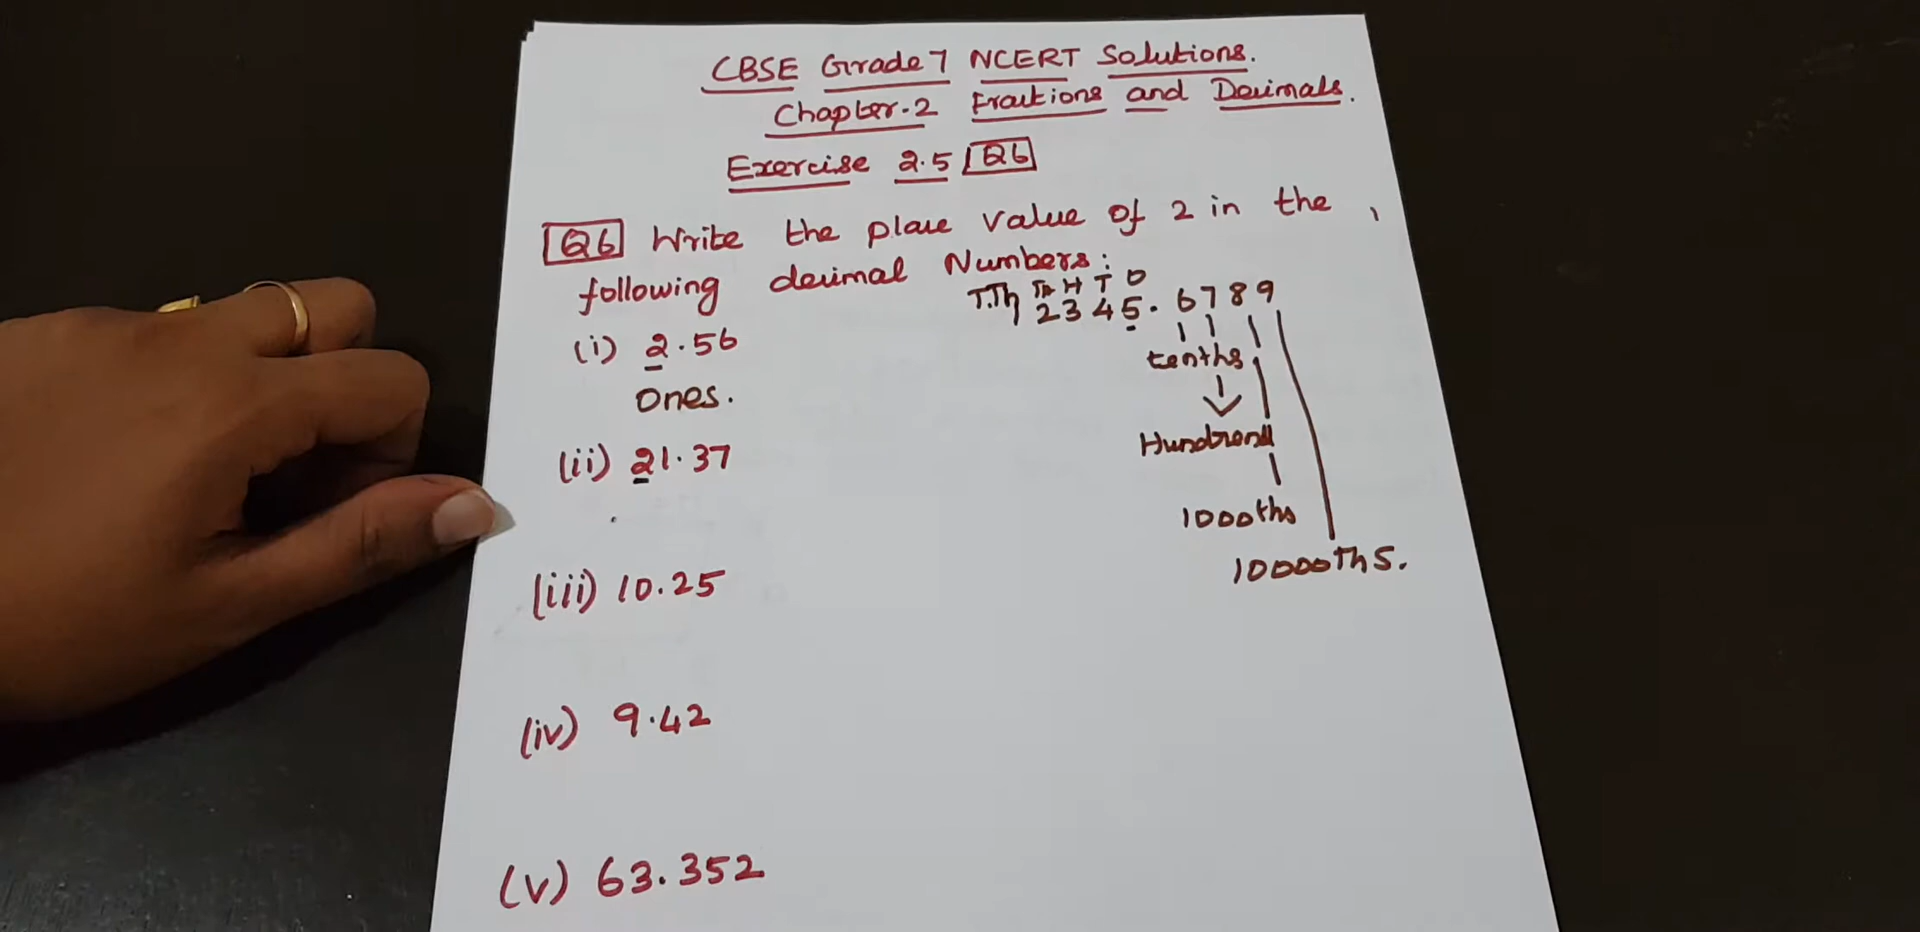 CBSE Grade 7 NCERT Solutions.
Chapter-2 Fractions and Decimals.
Exercise 2.5 Q6
Q6 Write the place value of 2 in the
following decimal Numbers:
T.Th Th H T O
2345.6789
(i) 2.56
tenths
Ones.
(ii) 21.37
1000ths
10000ths.
(iii) 10.25
(iv) 9.42
(v) 63.352